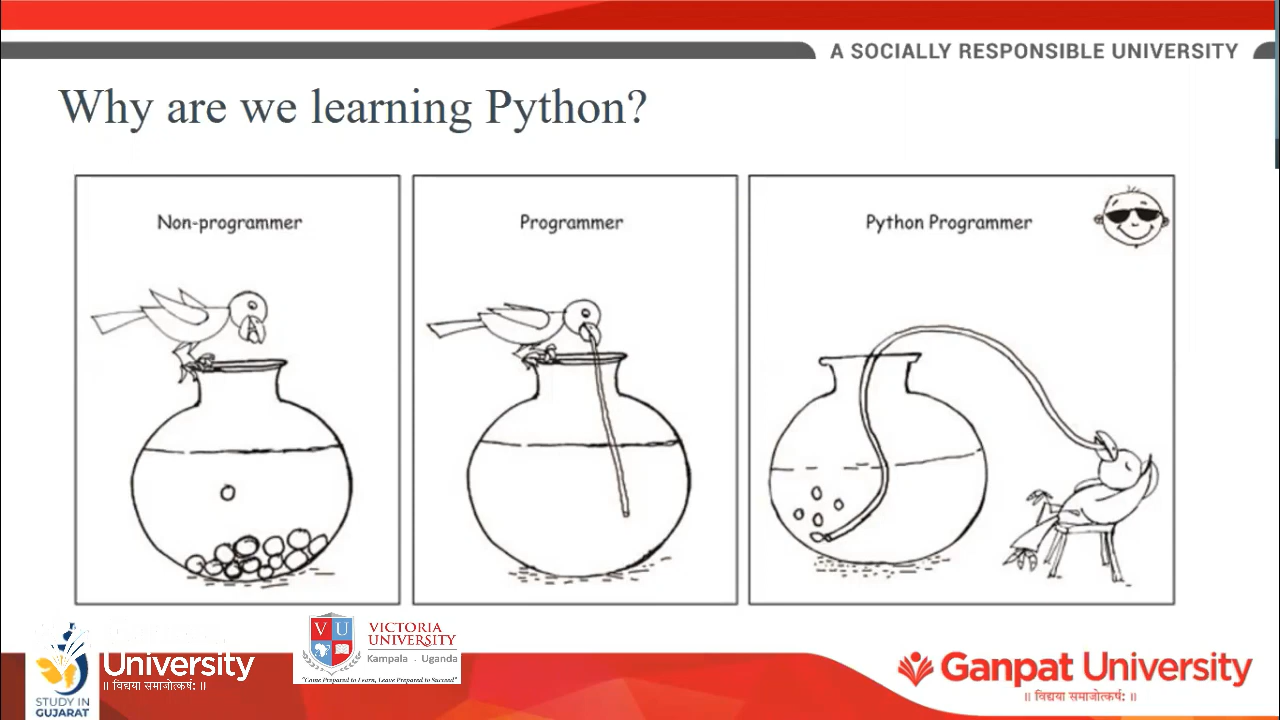 A SOCIALLY RESPONSIBLE UNIVERSITY
Why are we learning Python?
Non-programmer
Programmer
Python Programmer
University
॥ विद्यया समाजोत्कर्षः ॥
STUDY IN
GUJARAT
V U
VICTORIA
UNIVERSITY
Kampala . Uganda
"Come Prepared to Learn, Leave Prepared to Succeed"
Ganpat University
॥ विद्यया समाजोत्कर्षः ॥